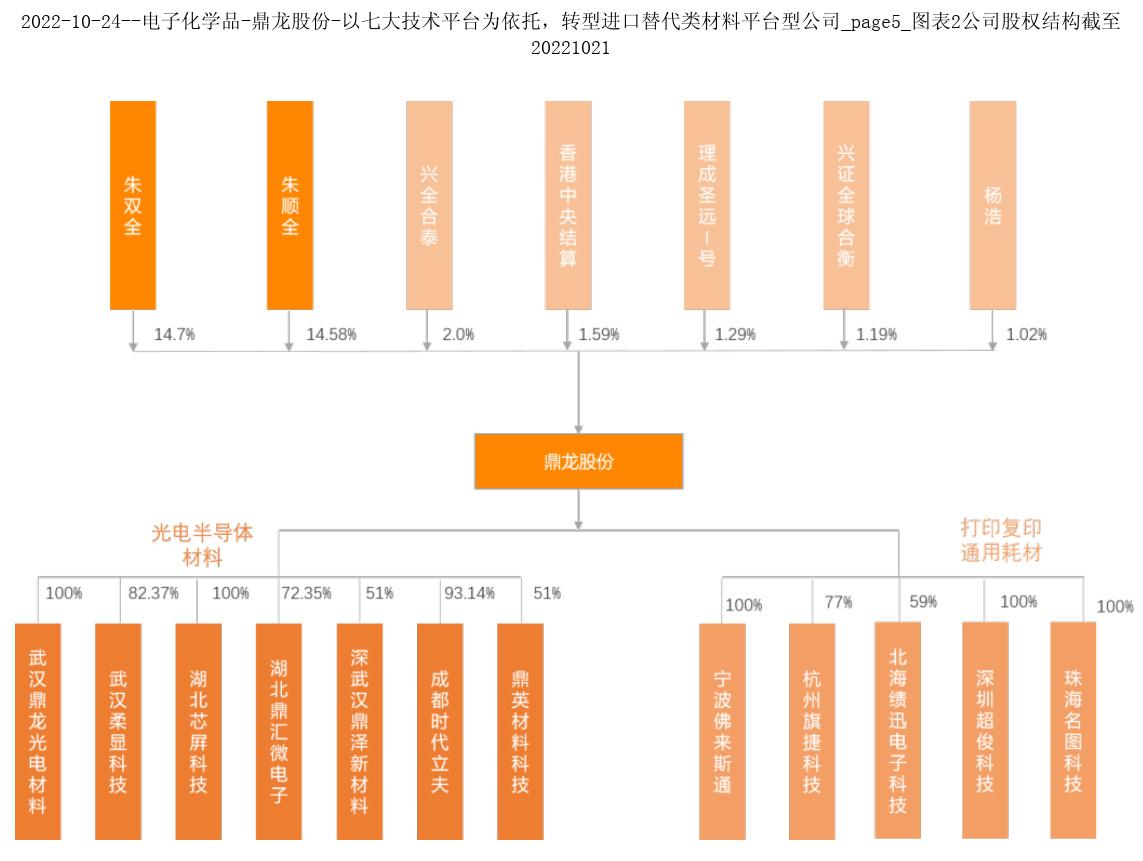 2022-10-24--电子化学品-鼎龙股份-以七大技术平台为依托，转型进口替代类材料平台型公司_page5_图表2公司股权结构截至
20221021
朱双全
朱顺全
兴全合泰
香港中央结算
理成圣远I号
兴证全球合衡
杨浩
14.7%
14.58%
2.0%
1.59%
1.29%
1.19%
1.02%
鼎龙股份
光电半导体
材料
打印复印
通用耗材
100%
82.37%
100%
72.35%
51%
93.14%
51%
100%
77%
59%
100%
100%
武汉鼎龙光电材料
武汉柔显科技
湖北芯屏科技
湖北鼎汇微电子
深武汉鼎泽新材料
成都时代立夫
鼎英材料科技
宁波佛来斯通
杭州旗捷科技
北海绩迅电子科技
深圳超俊科技
珠海名图科技